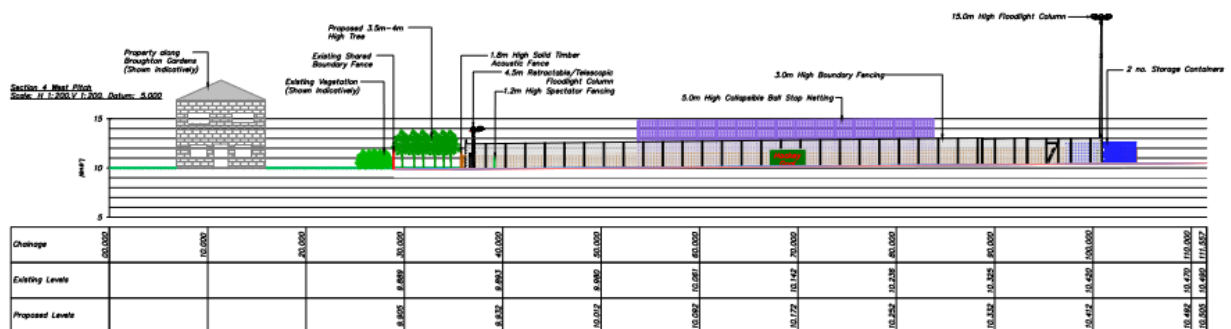 15.0m High Floodlight Column
Proposed 3.5m-4m
High Tree
Property along
Broughton Gardens
(Shown Indicatively)
Existing Shared
Boundary Fence
1.8m High Solid Timber
Acoustic Fence
4.5m Retractable/Telescopic
Floodlight Column
2 no. Storage Containers
3.0m High Boundary Fencing
Existing Vegetation
(Shown Indicatively)
1.2m High Spectator Fencing
5.0m High Collapsible Ball Stop Netting
Section 4 West Pitch
Scale: H 1:200,V 1:200. Datum: 5.000
15
10
5
Chainage 00.000 10.000 20.000 30.000 40.000 50.000 60.000 70.000 80.000 90.000 100.000 110.000 111.557
Existing Levels 9.889 9.893 9.980 10.061 10.142 10.236 10.325 10.420 10.470 10.490
Proposed Levels 9.905 9.932 10.012 10.092 10.172 10.252 10.332 10.412 10.492 10.505